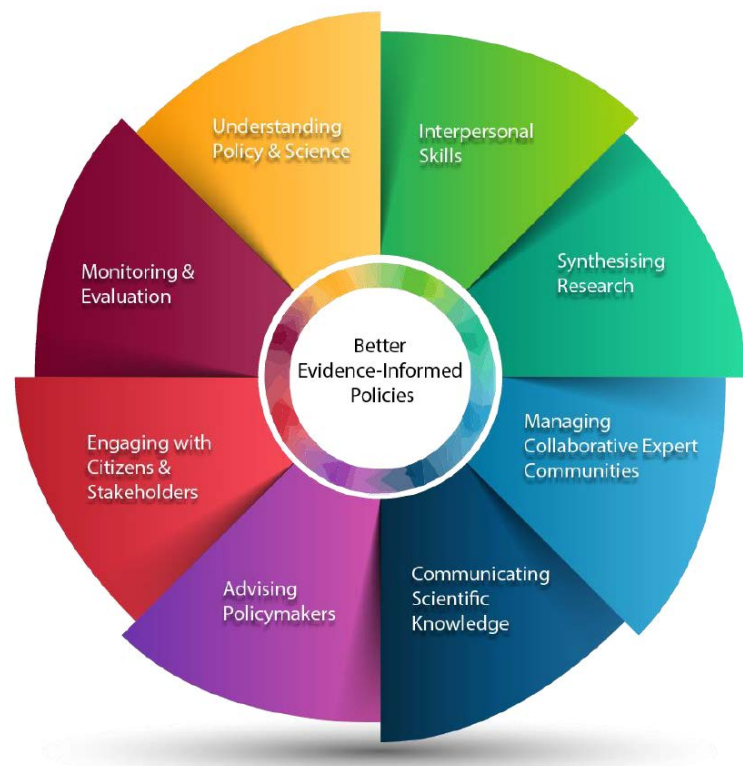 Understanding
Policy & Science
Interpersonal
Skills
Synthesising
Research
Managing
Collaborative Expert
Communities
Communicating
Scientific
Knowledge
Advising
Policymakers
Engaging with
Citizens &
Stakeholders
Monitoring &
Evaluation
Better
Evidence-Informed
Policies